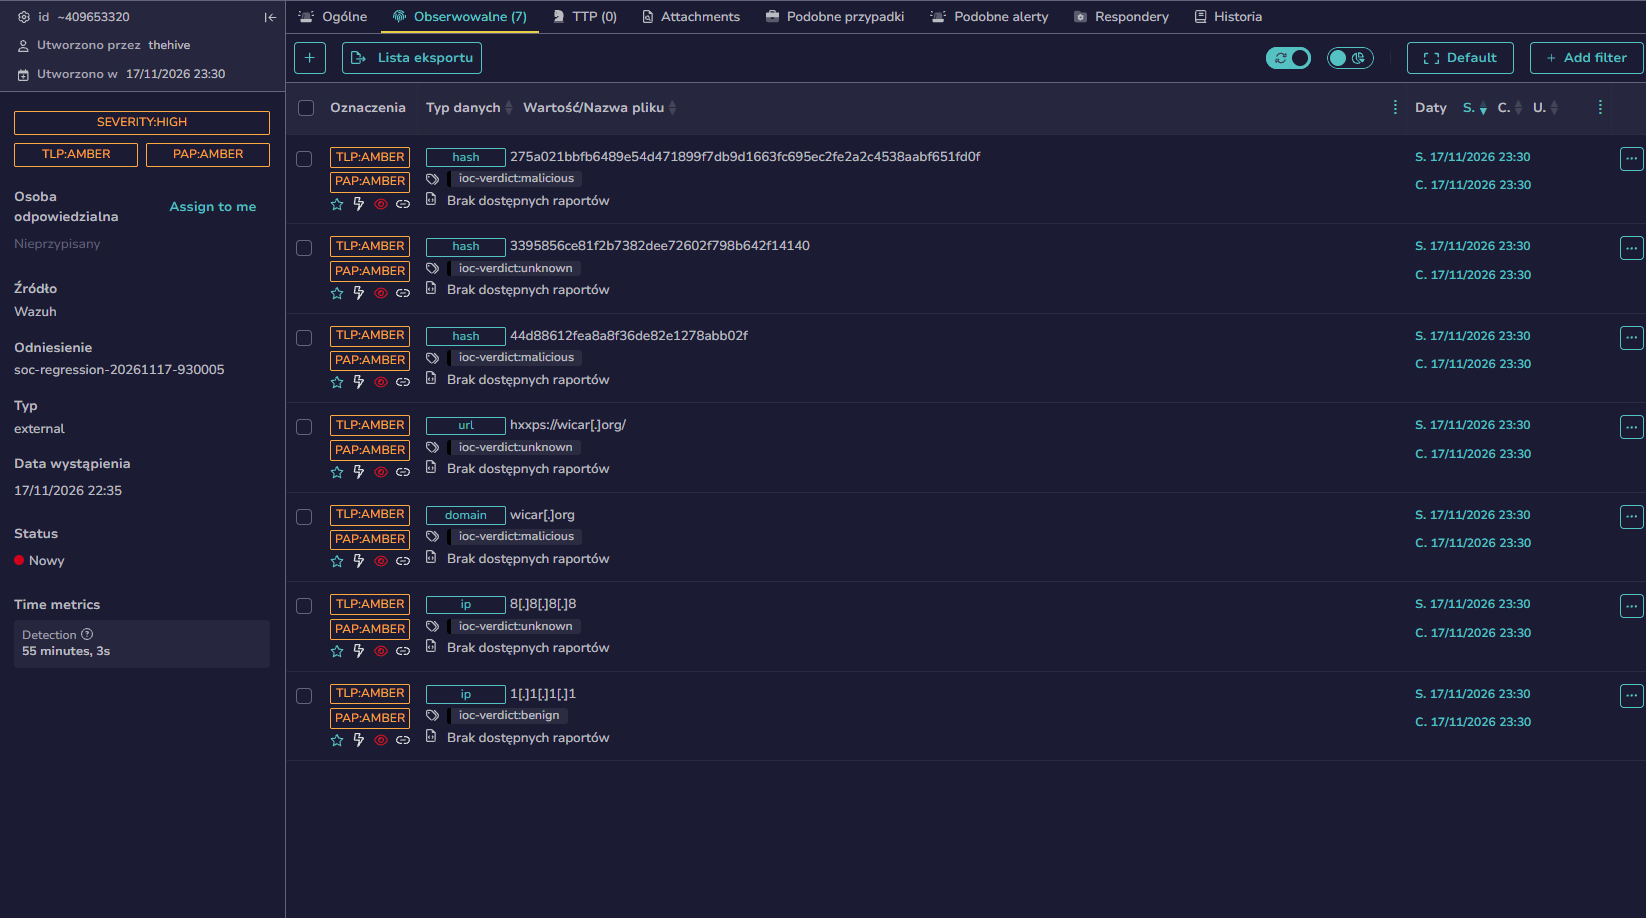 id ~409653320
Utworzono przez thehive
Utworzono w 17/11/2026 23:30
SEVERITY:HIGH
TLP:AMBER PAP:AMBER
Osoba odpowiedzialna
Assign to me
Nieprzypisany
Źródło
Wazuh
Odniesienie
soc-regression-20261117-930005
Typ
external
Data wystąpienia
17/11/2026 22:35
Status
Nowy
Time metrics
Detection ?
55 minutes, 3s
Ogólne Obserwowalne (7) TTP (0) Attachments Podobne przypadki Podobne alerty Respondery Historia
+ Lista eksportu Default + Add filter
Oznaczenia Typ danych Wartość/Nazwa pliku Daty S. C. U.
TLP:AMBER hash 275a021bbfb6489e54d471899f7db9d1663fc695ec2fe2a2c4538aabf651fd0f S. 17/11/2026 23:30
PAP:AMBER ioc-verdict:malicious C. 17/11/2026 23:30
Brak dostępnych raportów
TLP:AMBER hash 3395856ce81f2b7382dee72602f798b642f14140 S. 17/11/2026 23:30
PAP:AMBER ioc-verdict:unknown C. 17/11/2026 23:30
Brak dostępnych raportów
TLP:AMBER hash 44d88612fea8a8f36de82e1278abb02f S. 17/11/2026 23:30
PAP:AMBER ioc-verdict:malicious C. 17/11/2026 23:30
Brak dostępnych raportów
TLP:AMBER url hxxps://wicar[.]org/ S. 17/11/2026 23:30
PAP:AMBER ioc-verdict:unknown C. 17/11/2026 23:30
Brak dostępnych raportów
TLP:AMBER domain wicar[.]org S. 17/11/2026 23:30
PAP:AMBER ioc-verdict:malicious C. 17/11/2026 23:30
Brak dostępnych raportów
TLP:AMBER ip 8[.]8[.]8[.]8 S. 17/11/2026 23:30
PAP:AMBER ioc-verdict:unknown C. 17/11/2026 23:30
Brak dostępnych raportów
TLP:AMBER ip 1[.]1[.]1[.]1 S. 17/11/2026 23:30
PAP:AMBER ioc-verdict:benign C. 17/11/2026 23:30
Brak dostępnych raportów